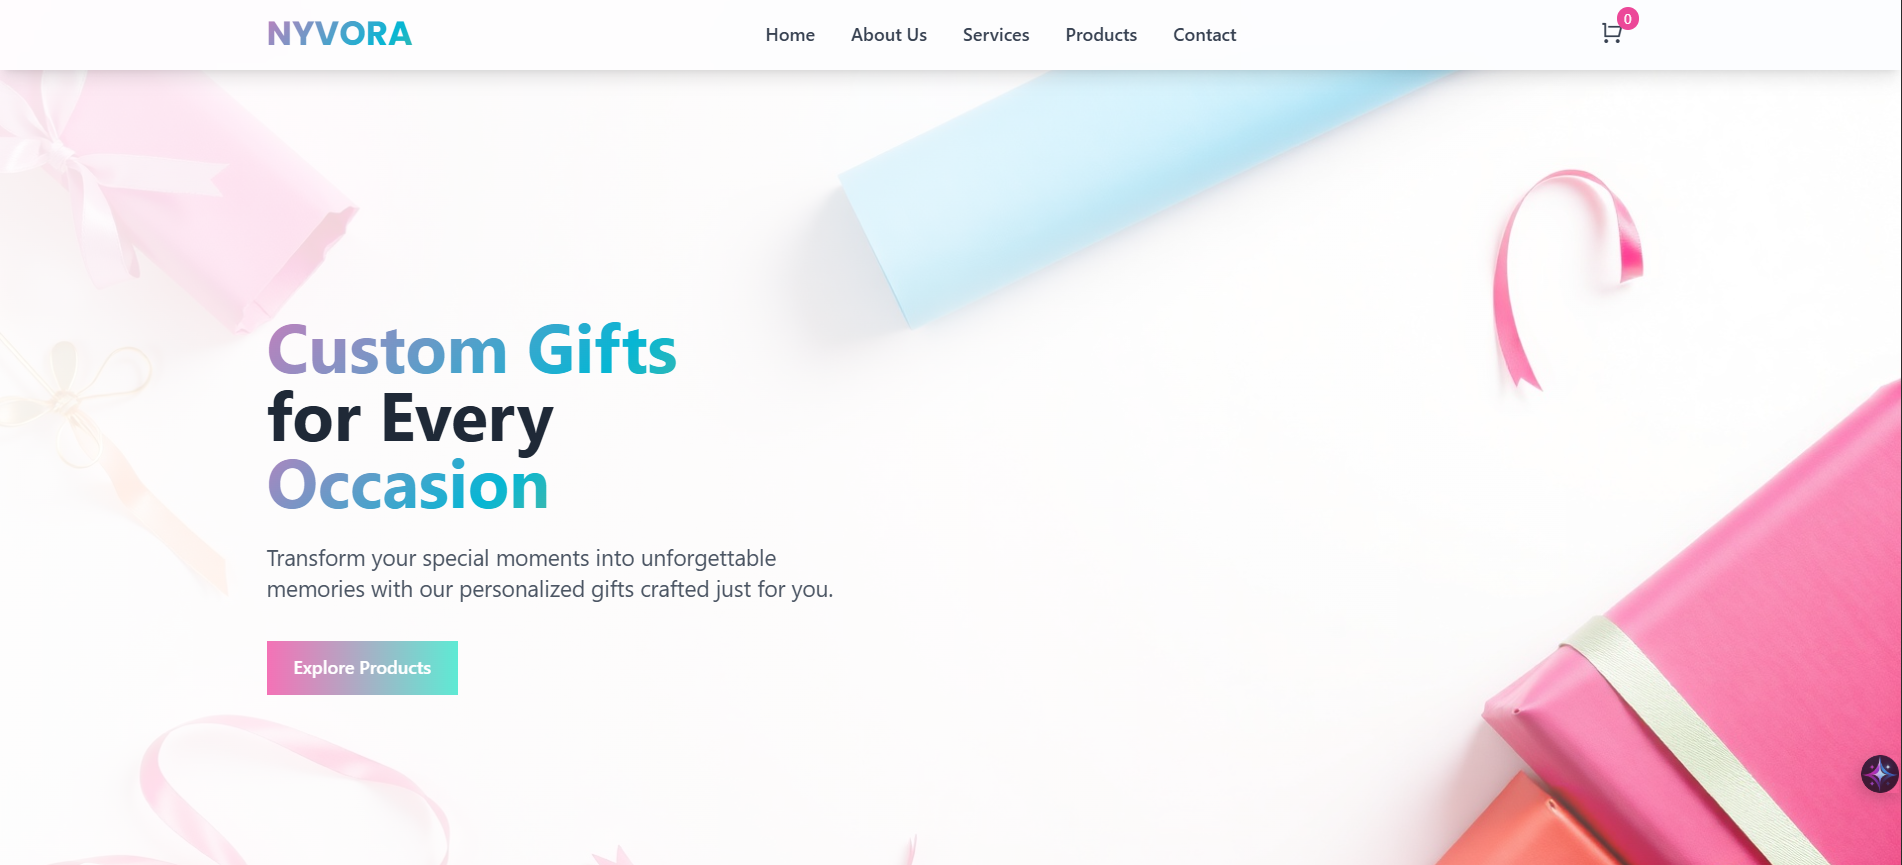 NYVORA
Home
About Us
Services
Products
Contact
0
Custom Gifts
for Every
Occasion
Transform your special moments into unforgettable
memories with our personalized gifts crafted just for you.
Explore Products